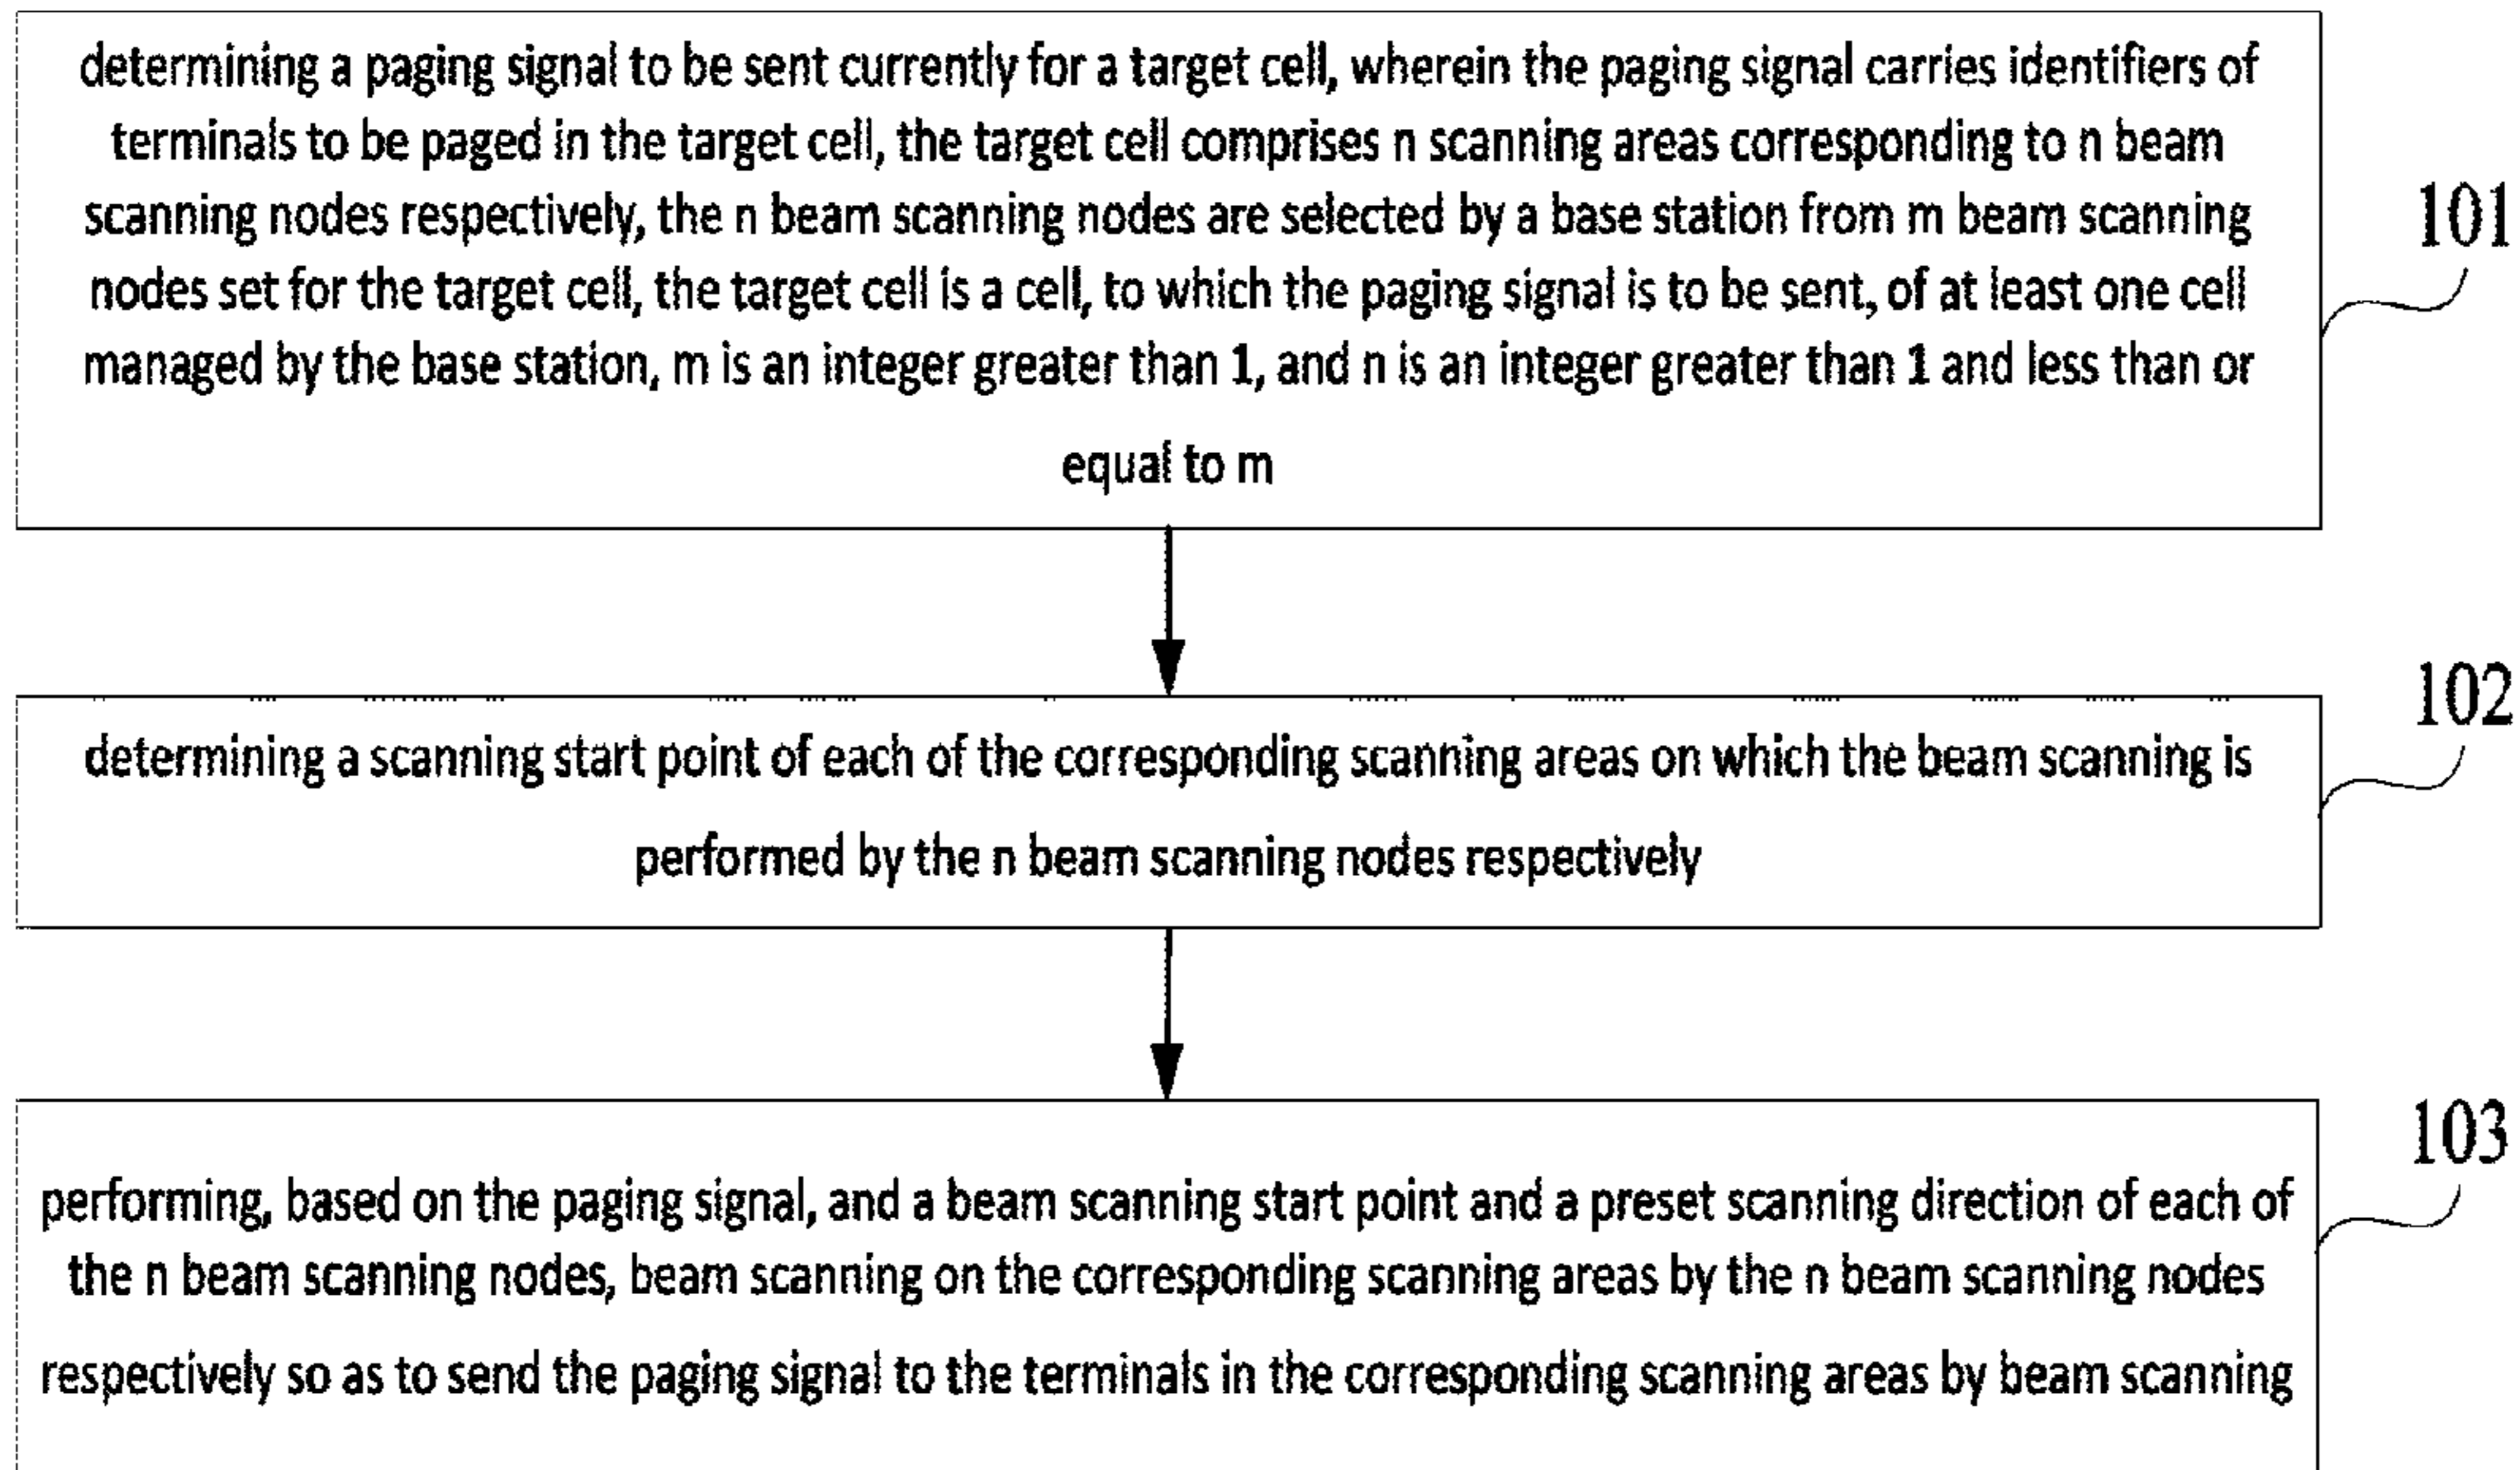 determining a paging signal to be sent currently for a target cell, wherein the paging signal carries identifiers of
terminals to be paged in the target cell, the target cell comprises n scanning areas corresponding to n beam
scanning nodes respectively, the n beam scanning nodes are selected by a base station from m beam scanning
nodes set for the target cell, the target cell is a cell, to which the paging signal is to be sent, of at least one cell
managed by the base station, m is an integer greater than 1, and n is an integer greater than 1 and less than or
equal to m
101
determining a scanning start point of each of the corresponding scanning areas on which the beam scanning is
performed by the n beam scanning nodes respectively
102
performing, based on the paging signal, and a beam scanning start point and a preset scanning direction of each of
the n beam scanning nodes, beam scanning on the corresponding scanning areas by the n beam scanning nodes
respectively so as to send the paging signal to the terminals in the corresponding scanning areas by beam scanning
103